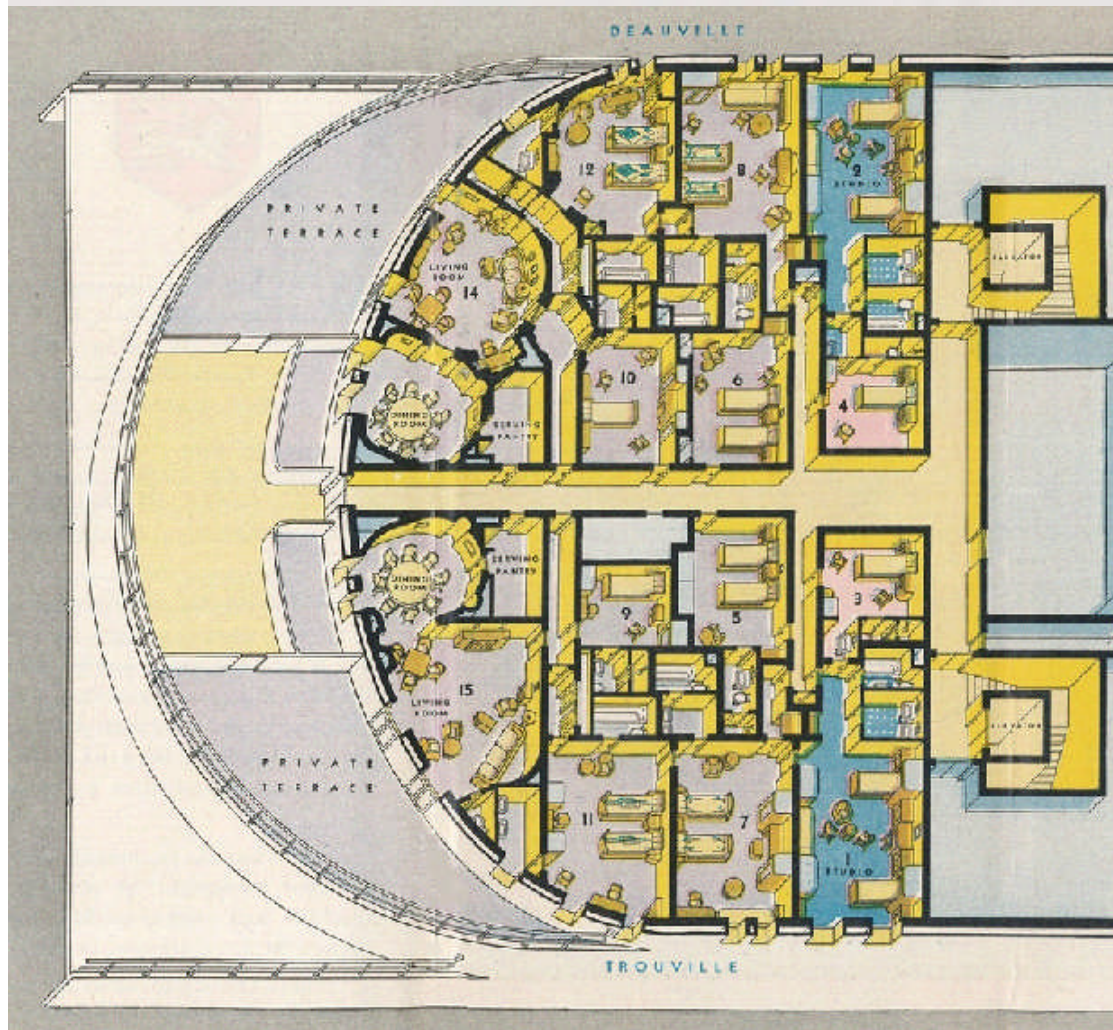 DEAUVILLE
PRIVATE
TERRACE
12
8
2
STUDIO
LIVING
ROOM
14
ELEVATOR
DINING
ROOM
SERVING
PANTRY
10
6
4
DINING
ROOM
SERVING
PANTRY
9
5
3
15
LIVING
ROOM
ELEVATOR
PRIVATE
TERRACE
11
7
1
STUDIO
TROUVILLE